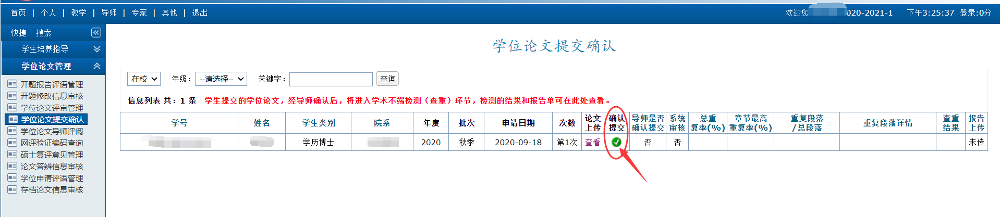 首页 | 个人 | 教学 | 导师 | 专家 | 其他 | 退出
欢迎您 020-2021-1 下午3:25:37 登录:0分
快捷 搜索
学生培养指导
学位论文管理
开题报告评语管理
开题修改信息审核
学位论文评审管理
学位论文提交确认
学位论文导师评阅
网评验证编码查询
硕士复评意见管理
论文答辨信息审核
学位申请评语管理
存档论文信息审核
学位论文提交确认
在校 年级: --请选择-- 关键字: 查询
信息列表 共: 1 条 学生提交的学位论文，经导师确认后，将进入学术不端检测（查重）环节，检测的结果和报告单可在此处查看。
学号 姓名 学生类别 院系 年度 批次 申请日期 次数 论文上传 确认提交 导师是否确认提交 系统审核 总重复率(%) 章节最高重复率(%) 重复段落/总段落 重复段落详情 查重结果 报告上传
学历博士 2020 秋季 2020-09-18 第1次 查看 否 否 未传